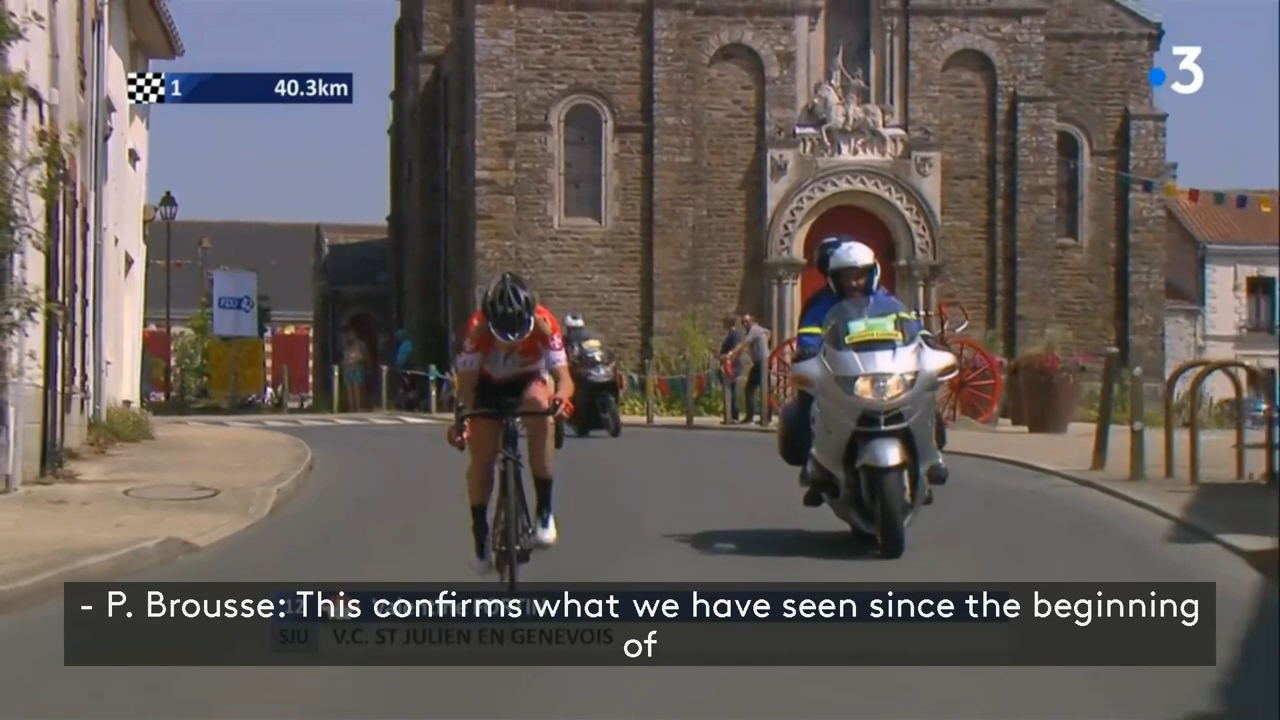 1 40.3km
3
FDJ
- P. Brousse: This confirms what we have seen since the beginning
of
SJU V.C. ST JULIEN EN GENEVOIS